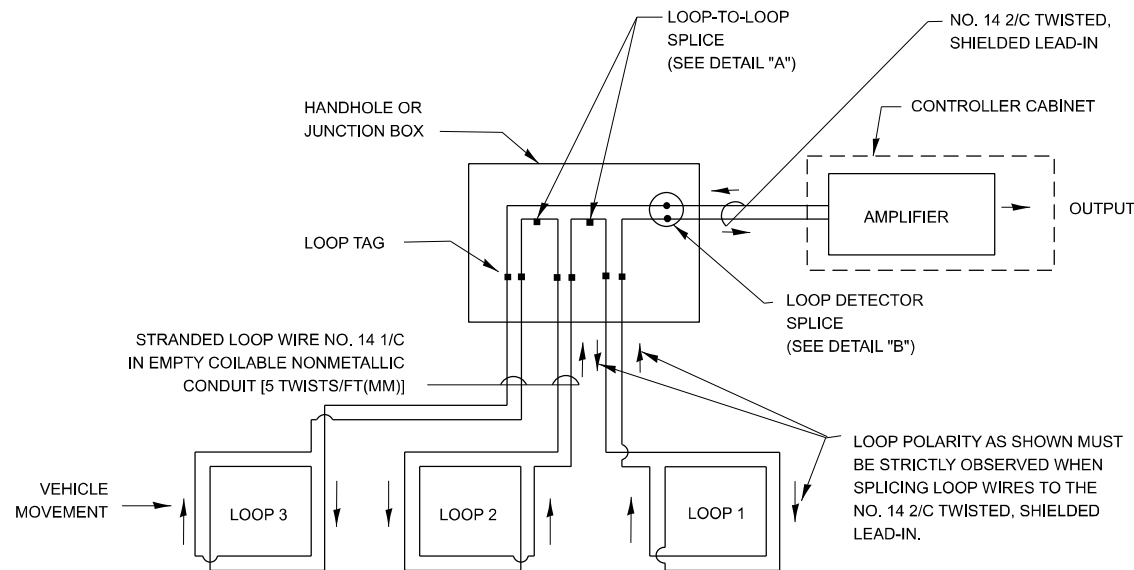 LOOP-TO-LOOP
SPLICE
(SEE DETAIL "A")
NO. 14 2/C TWISTED,
SHIELDED LEAD-IN
HANDHOLE OR
JUNCTION BOX
CONTROLLER CABINET
AMPLIFIER
OUTPUT
LOOP TAG
LOOP DETECTOR
SPLICE
(SEE DETAIL "B")
STRANDED LOOP WIRE NO. 14 1/C
IN EMPTY COILABLE NONMETALLIC
CONDUIT [5 TWISTS/FT(MM)]
LOOP POLARITY AS SHOWN MUST
BE STRICTLY OBSERVED WHEN
SPLICING LOOP WIRES TO THE
NO. 14 2/C TWISTED, SHIELDED
LEAD-IN.
VEHICLE
MOVEMENT
LOOP 3
LOOP 2
LOOP 1